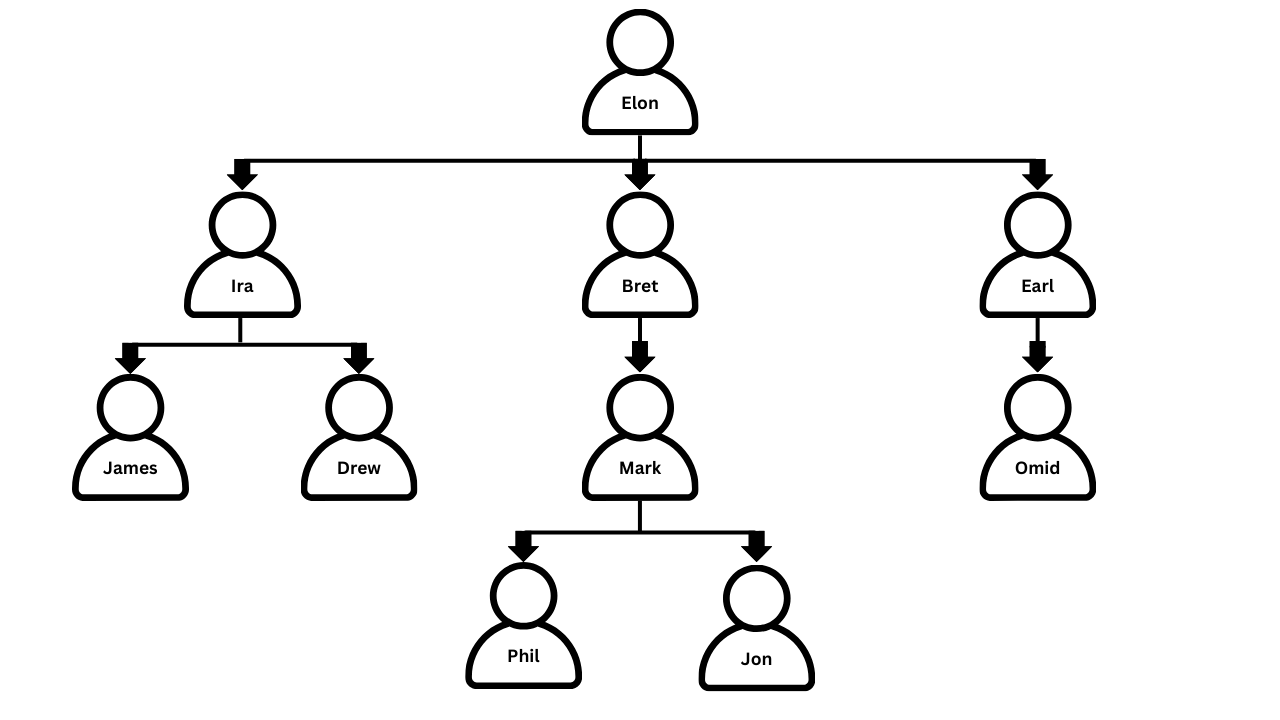 Elon
Ira
Bret
Earl
James
Drew
Mark
Omid
Phil
Jon